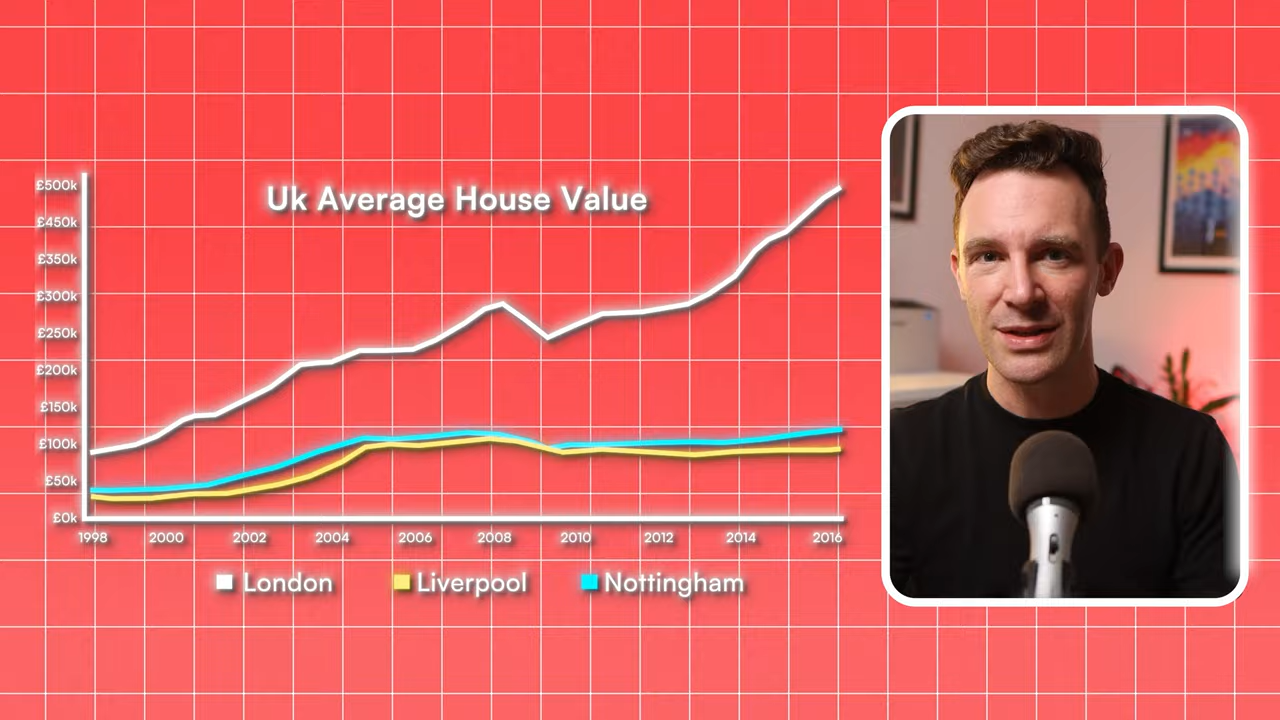 Uk Average House Value
£500k
£450k
£350k
£300k
£250k
£200k
£150k
£100k
£50k
£0k
1998 2000 2002 2004 2006 2008 2010 2012 2014 2016
London Liverpool Nottingham